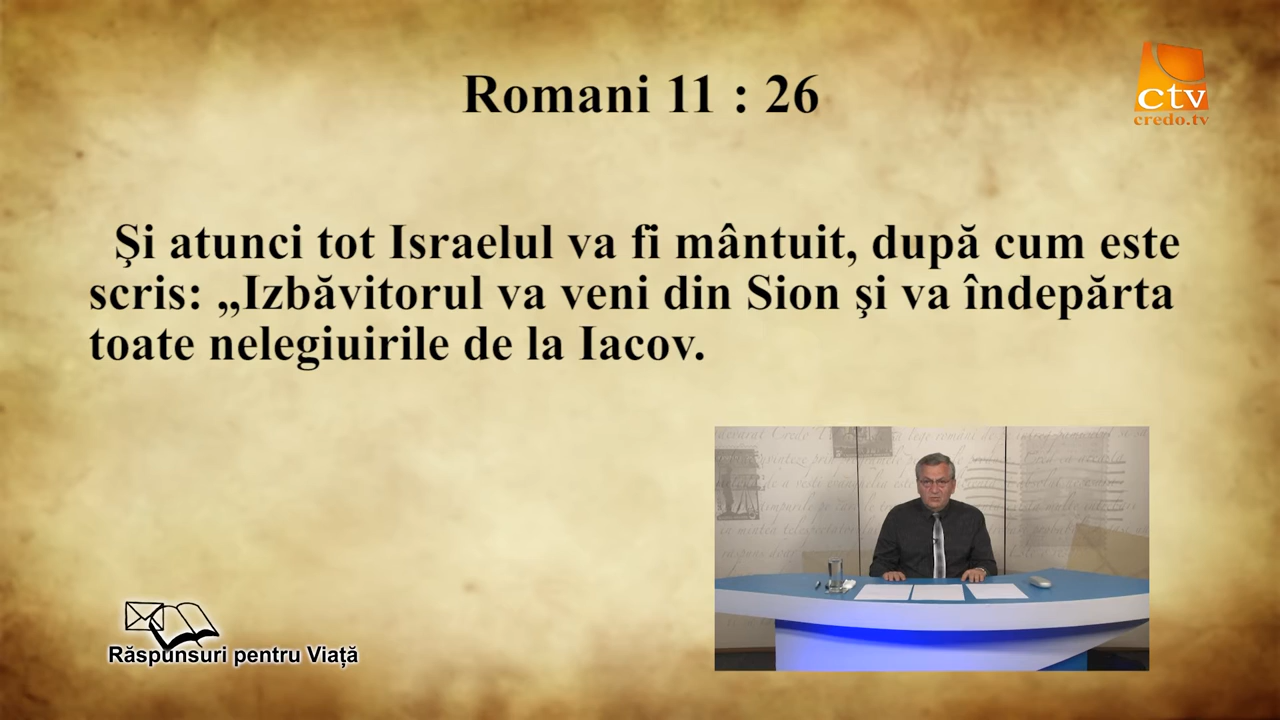 Romani 11 : 26
ctv
credo.tv
Şi atunci tot Israelul va fi mântuit, după cum este
scris: „Izbăvitorul va veni din Sion şi va îndepărta
toate nelegiuirile de la Iacov.
Răspunsuri pentru Viață